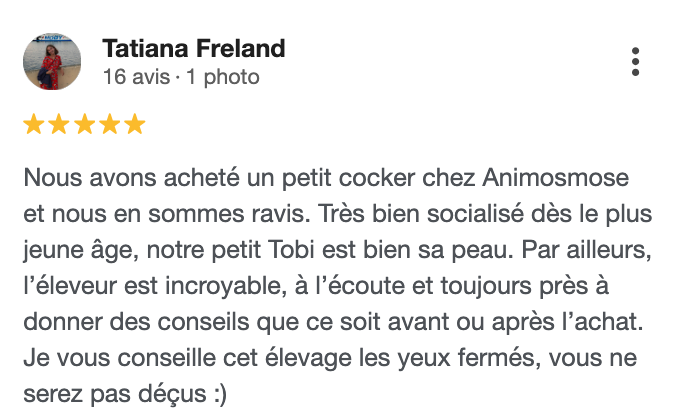 Tatiana Freland
16 avis · 1 photo
Nous avons acheté un petit cocker chez Animosmose
et nous en sommes ravis. Très bien socialisé dès le plus
jeune âge, notre petit Tobi est bien sa peau. Par ailleurs,
l’éleveur est incroyable, à l’écoute et toujours près à
donner des conseils que ce soit avant ou après l’achat.
Je vous conseille cet élevage les yeux fermés, vous ne
serez pas déçus :)